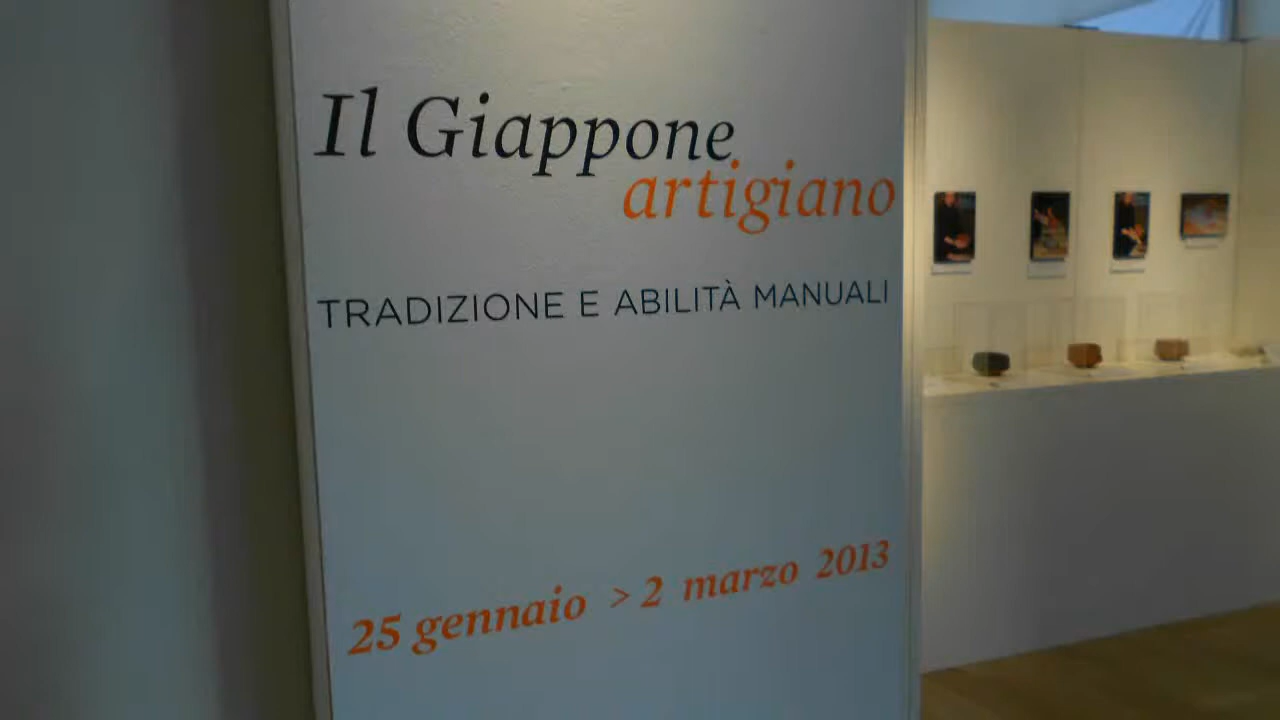 Il Giappone
artigiano
TRADIZIONE E ABILITÀ MANUALI
25 gennaio > 2 marzo 2013